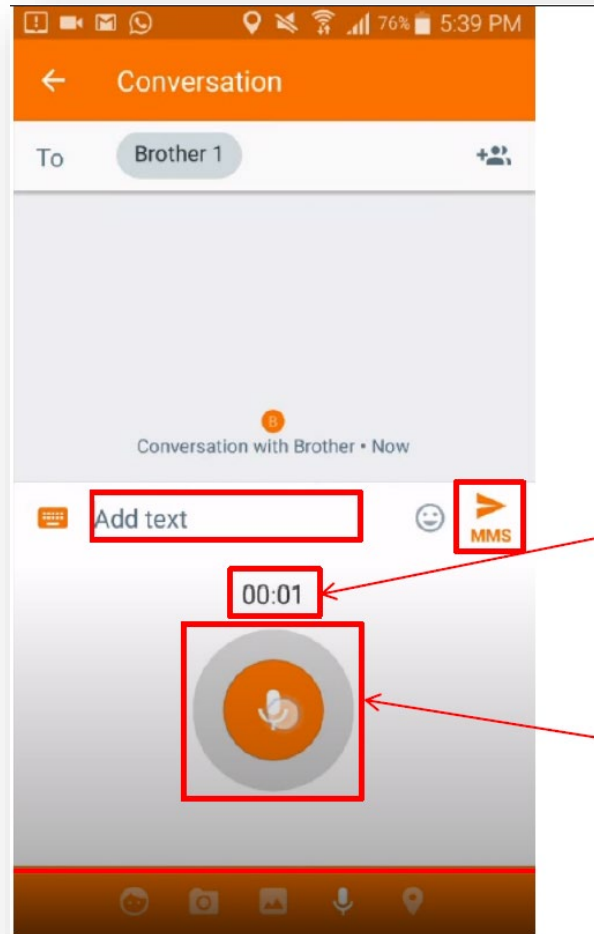 76% 5:39 PM
Conversation
To Brother 1
B
Conversation with Brother • Now
Add text
MMS
00:01